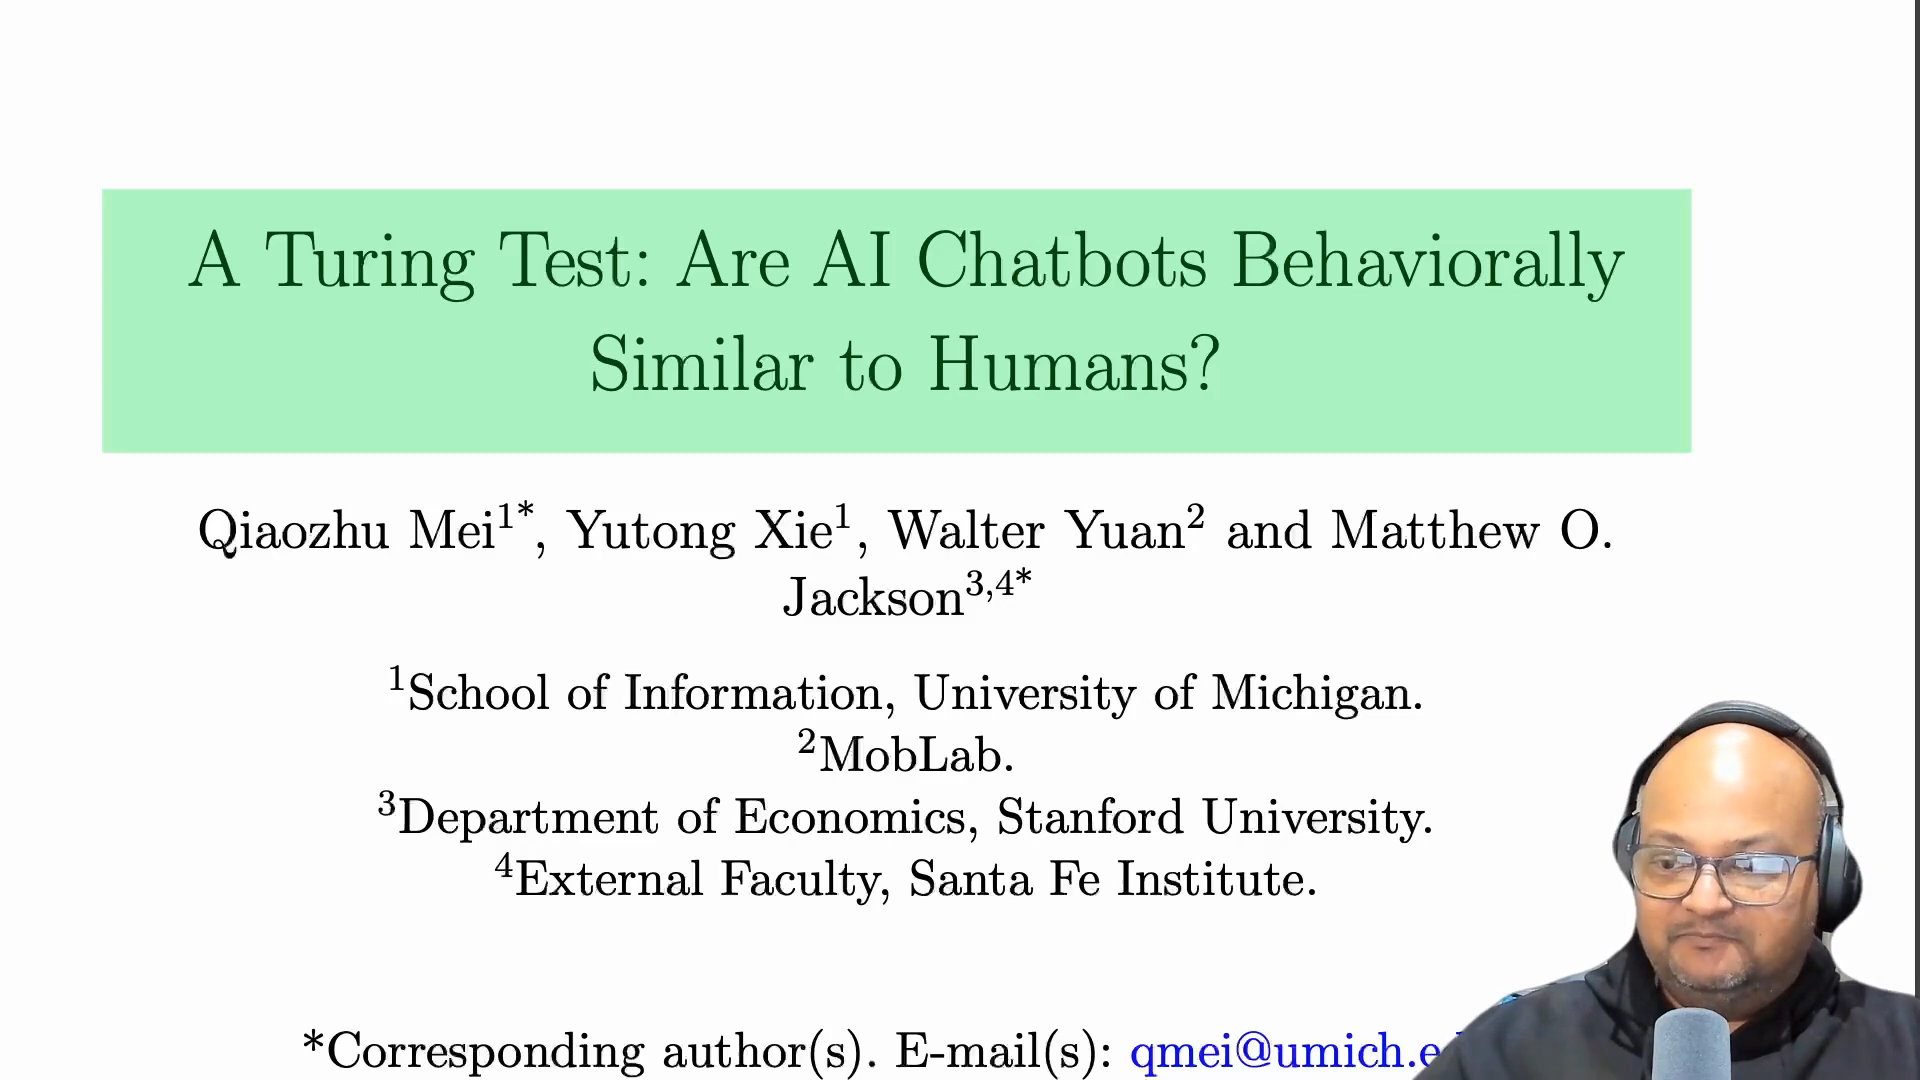 A Turing Test: Are AI Chatbots Behaviorally
Similar to Humans?
Qiaozhu Mei¹*, Yutong Xie¹, Walter Yuan² and Matthew O.
Jackson³,⁴*
¹School of Information, University of Michigan.
²MobLab.
³Department of Economics, Stanford University.
⁴External Faculty, Santa Fe Institute.
*Corresponding author(s). E-mail(s): qmei@umich.e